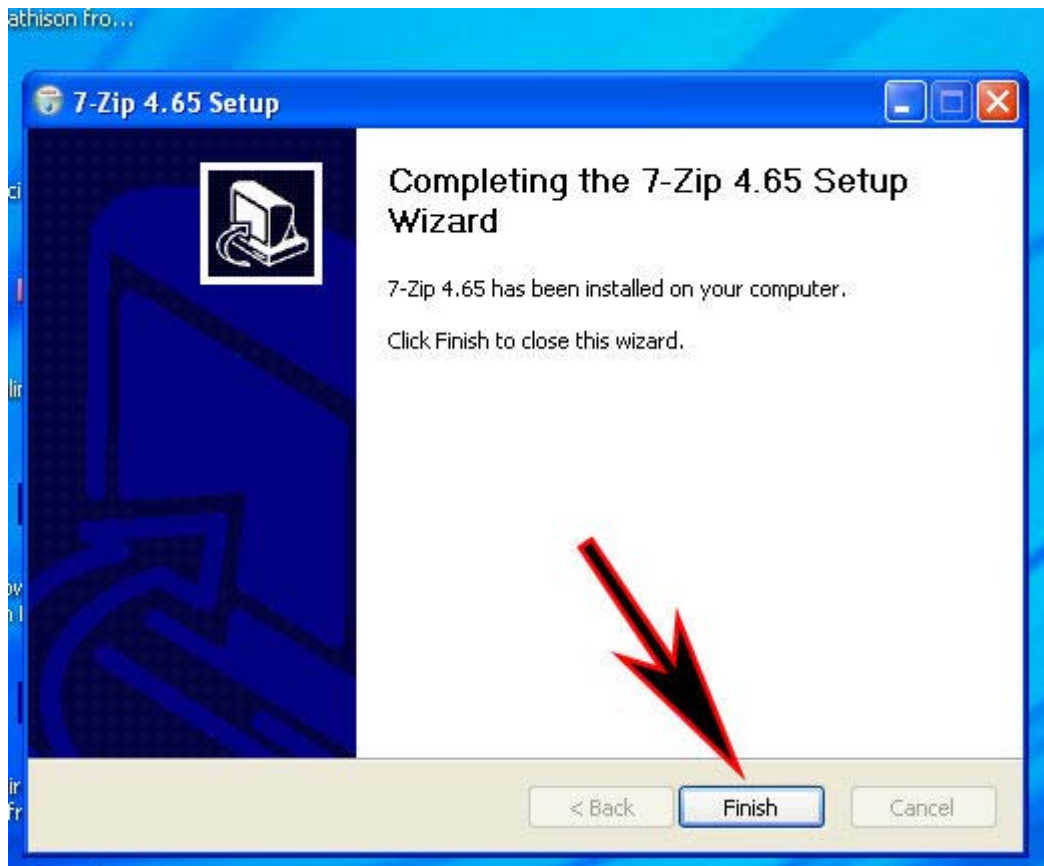 athison fro...
7-Zip 4.65 Setup
Completing the 7-Zip 4.65 Setup
Wizard
7-Zip 4.65 has been installed on your computer.
Click Finish to close this wizard.
< Back
Finish
Cancel